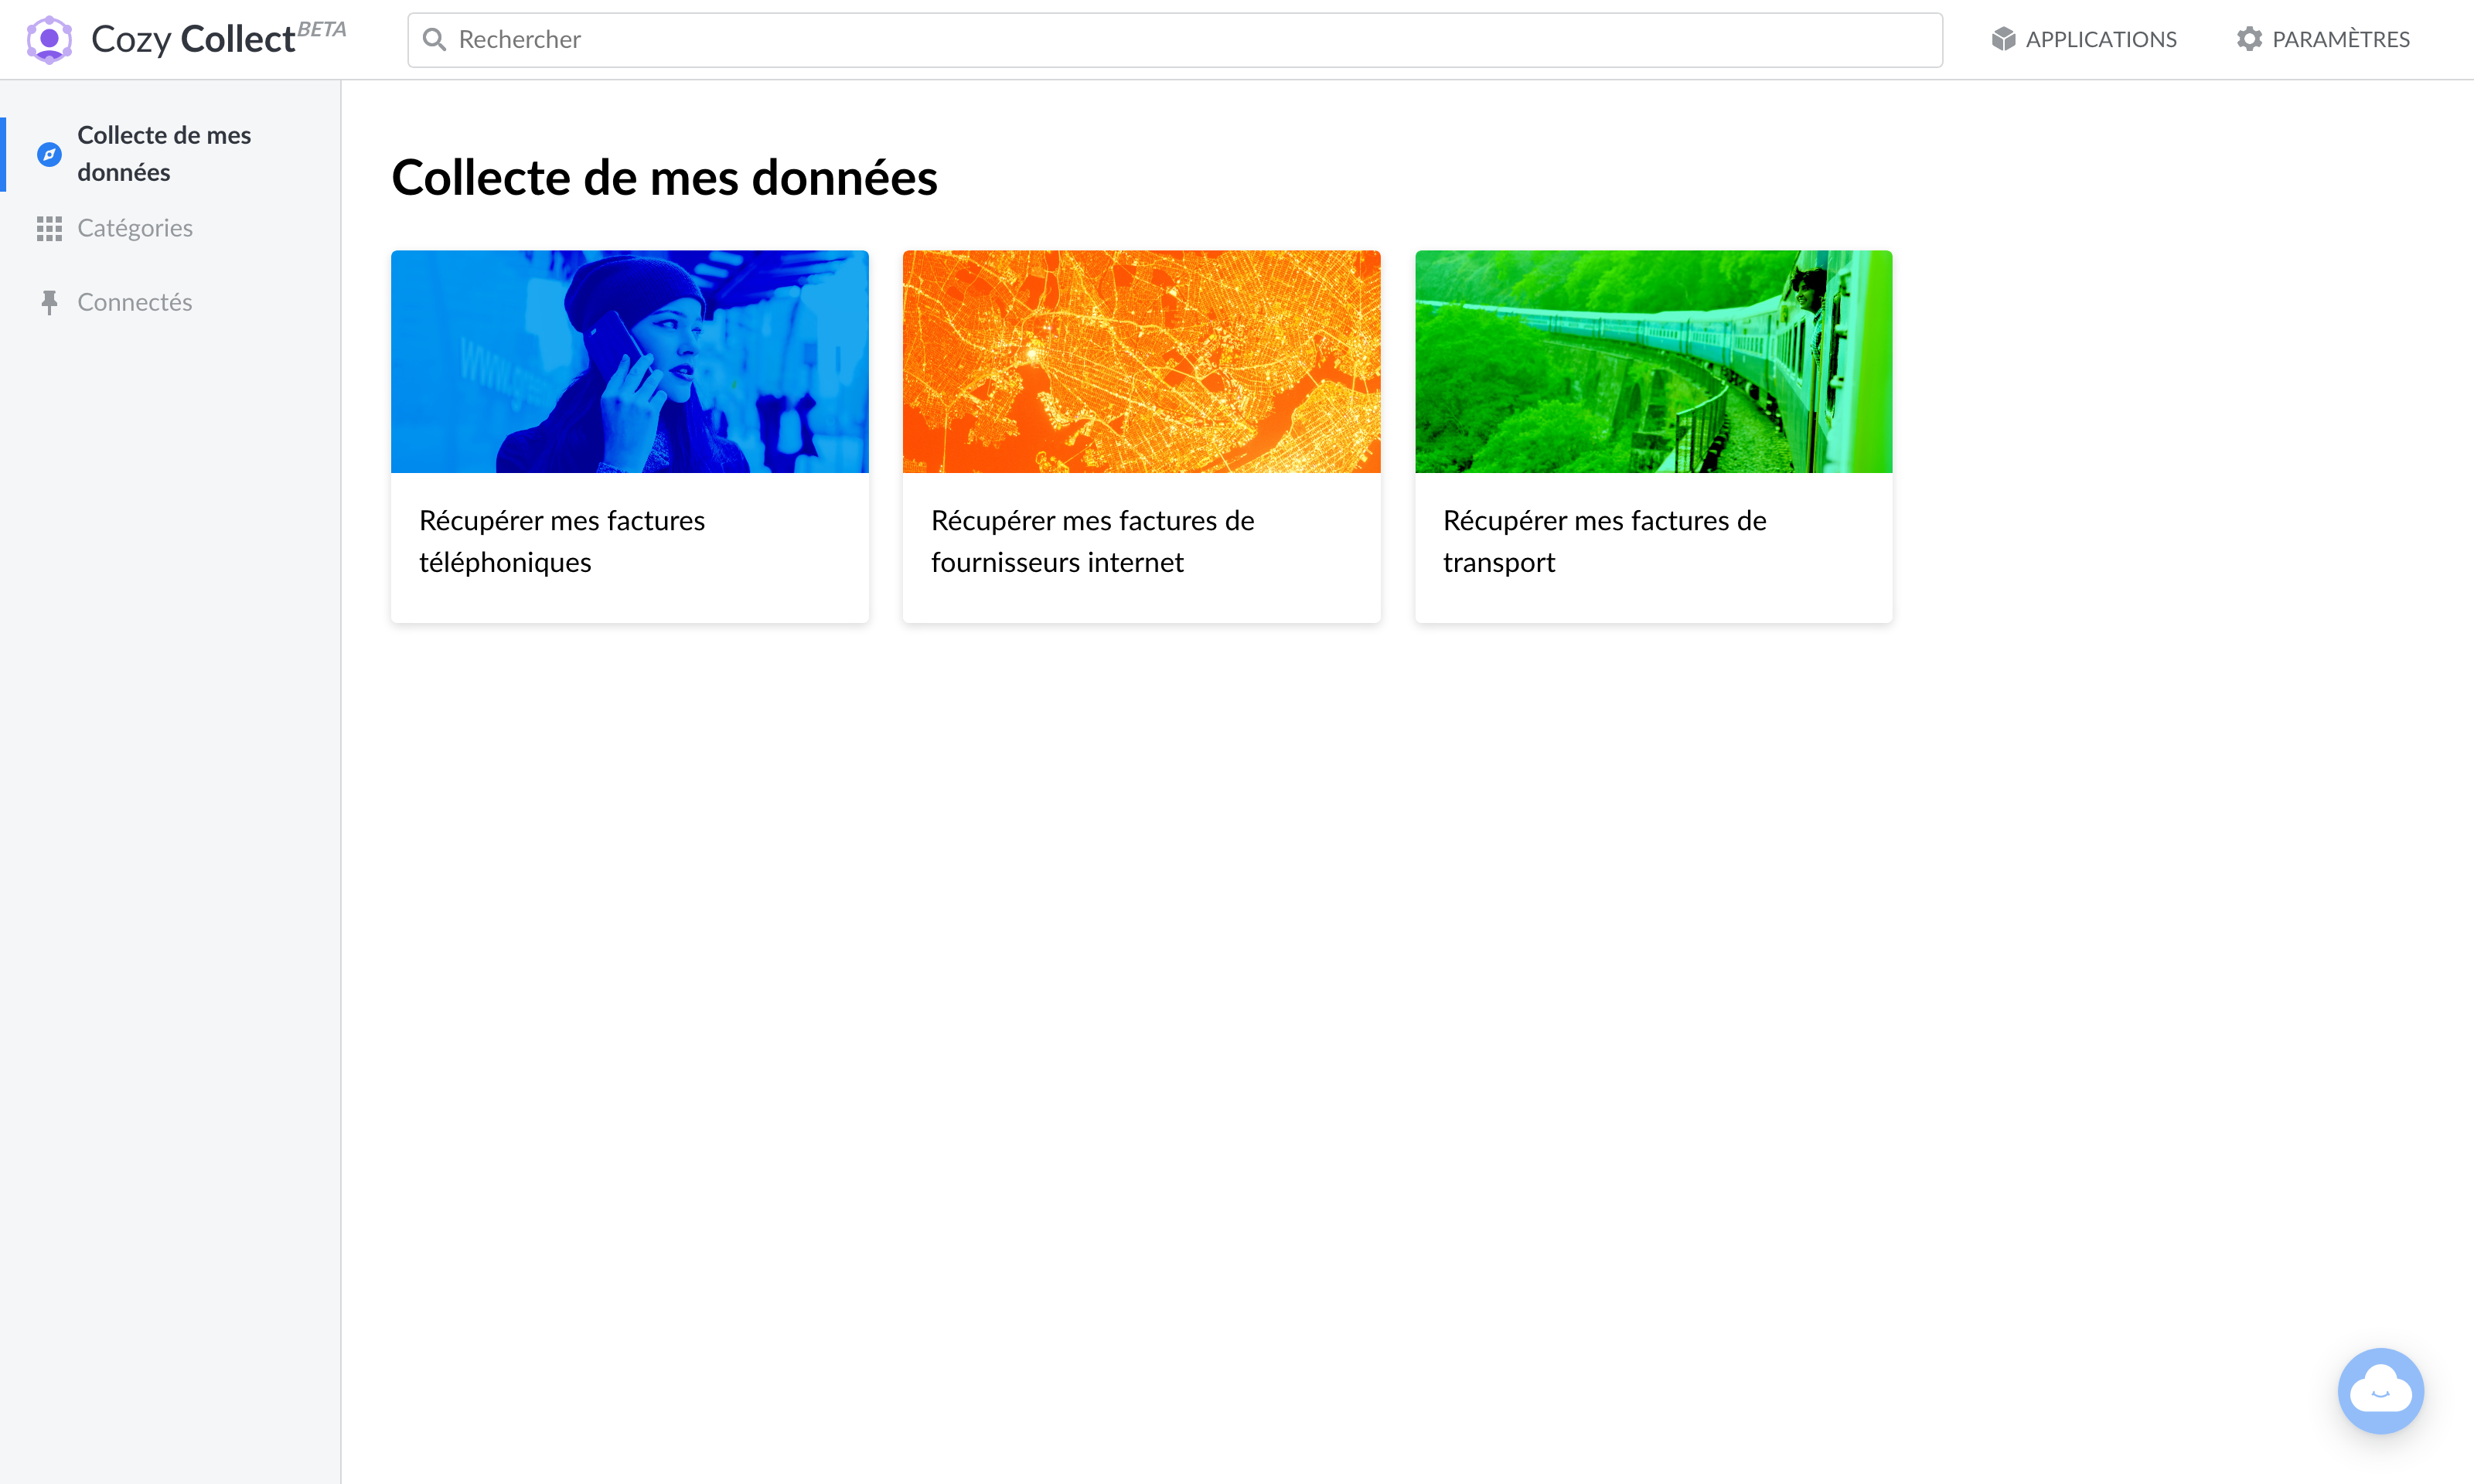 Cozy Collect BETA
Rechercher
APPLICATIONS
PARAMÈTRES
Collecte de mes
données
Catégories
Connectés
Collecte de mes données
Récupérer mes factures
téléphoniques
Récupérer mes factures de
fournisseurs internet
Récupérer mes factures de
transport